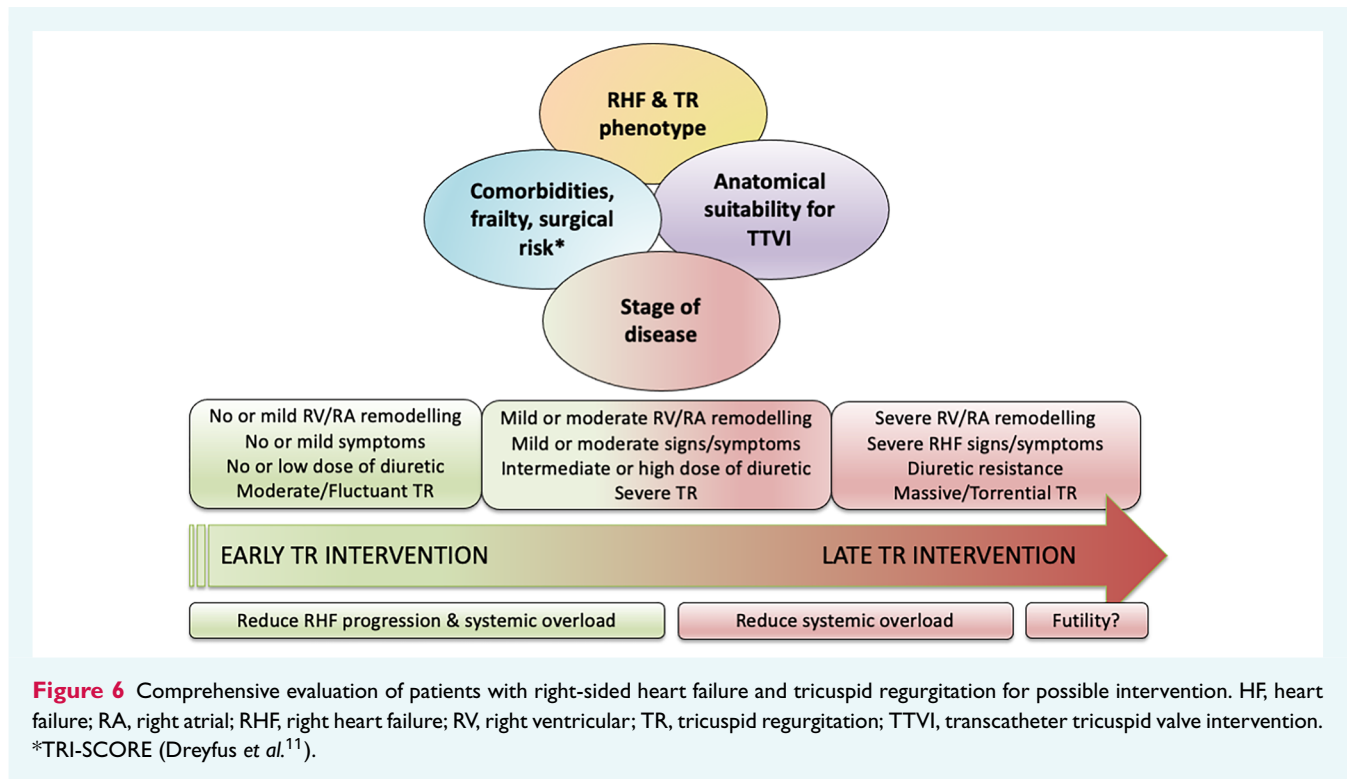 RHF & TR
phenotype
Comorbidities,
frailty, surgical
risk*
Anatomical
suitability for
TTVI
Stage of
disease
No or mild RV/RA remodelling
No or mild symptoms
No or low dose of diuretic
Moderate/Fluctuant TR
Mild or moderate RV/RA remodelling
Mild or moderate signs/symptoms
Intermediate or high dose of diuretic
Severe TR
Severe RV/RA remodelling
Severe RHF signs/symptoms
Diuretic resistance
Massive/Torrential TR
EARLY TR INTERVENTION
LATE TR INTERVENTION
Reduce RHF progression & systemic overload
Reduce systemic overload
Futility?
Figure 6 Comprehensive evaluation of patients with right-sided heart failure and tricuspid regurgitation for possible intervention. HF, heart
failure; RA, right atrial; RHF, right heart failure; RV, right ventricular; TR, tricuspid regurgitation; TTVI, transcatheter tricuspid valve intervention.
*TRI-SCORE (Dreyfus et al.11).